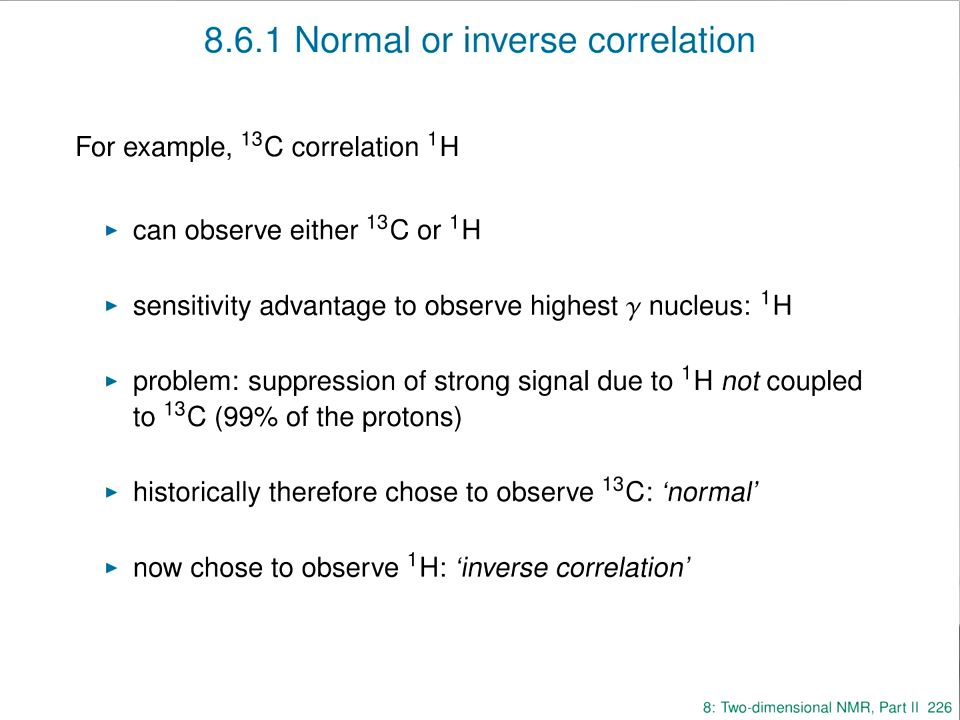 8.6.1 Normal or inverse correlation
For example, ¹³C correlation ¹H
▶ can observe either ¹³C or ¹H
▶ sensitivity advantage to observe highest γ nucleus: ¹H
▶ problem: suppression of strong signal due to ¹H not coupled
to ¹³C (99% of the protons)
▶ historically therefore chose to observe ¹³C: ‘normal’
▶ now chose to observe ¹H: ‘inverse correlation’
8: Two-dimensional NMR, Part II 226